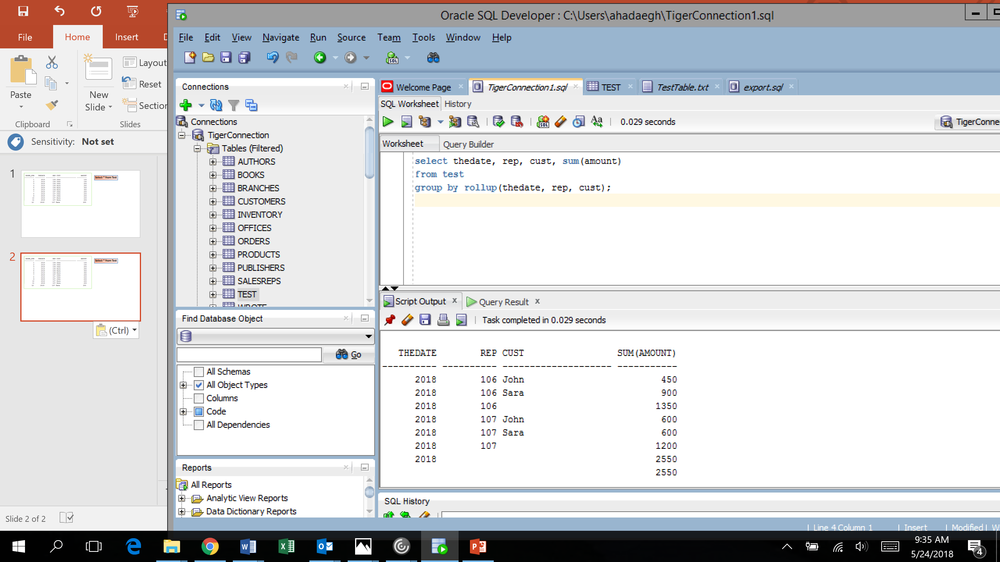 Oracle SQL Developer : C:\Users\ahadaegh\TigerConnection1.sql
File Home Insert
Paste
New Slide
Layout
Reset
Section
Clipboard
Slides
Sensitivity: Not set
1
Select * from Test
2
Select * from Test
(Ctrl)
Slide 2 of 2
File Edit View Navigate Run Source Team Tools Window Help
Connections
Connections
TigerConnection
Tables (Filtered)
AUTHORS
BOOKS
BRANCHES
CUSTOMERS
INVENTORY
OFFICES
ORDERS
PRODUCTS
PUBLISHERS
SALESREPS
TEST
WROTE
Find Database Object
Go
All Schemas
All Object Types
Columns
Code
All Dependencies
Reports
All Reports
Analytic View Reports
Data Dictionary Reports
Welcome Page TigerConnection1.sql TEST TestTable.txt export.sql
SQL Worksheet History
0.029 seconds
TigerConne
Worksheet Query Builder
select thedate, rep, cust, sum(amount)
from test
group by rollup(thedate, rep, cust);
Script Output x Query Result x
Task completed in 0.029 seconds
THEDATE REP CUST SUM(AMOUNT)
---------- ---------- -------------------- -----------
2018 106 John 450
2018 106 Sara 900
2018 106 1350
2018 107 John 600
2018 107 Sara 600
2018 107 1200
2018 2550
2550
SQL History
Line 4 Column 1 | Insert | Modified | W
9:35 AM
5/24/2018
4